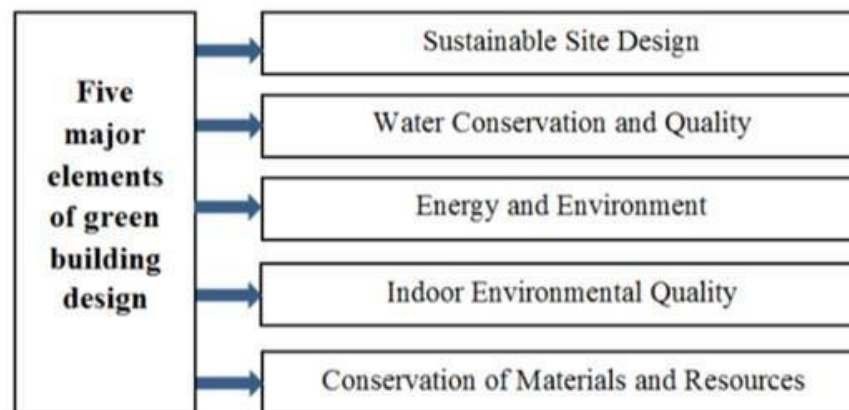 Five
major
elements
of green
building
design
Sustainable Site Design
Water Conservation and Quality
Energy and Environment
Indoor Environmental Quality
Conservation of Materials and Resources